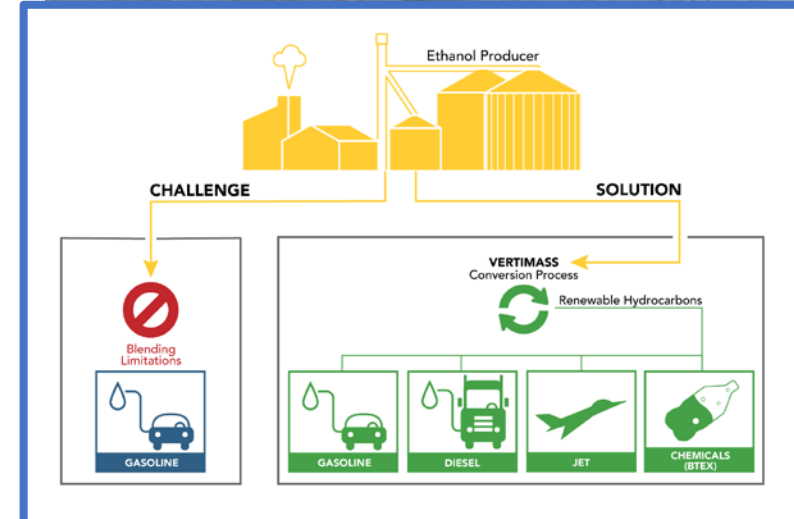 Ethanol Producer
CHALLENGE
SOLUTION
VERTIMASS
Conversion Process
Renewable Hydrocarbons
Blending
Limitations
GASOLINE
GASOLINE
DIESEL
JET
CHEMICALS
(BTEX)